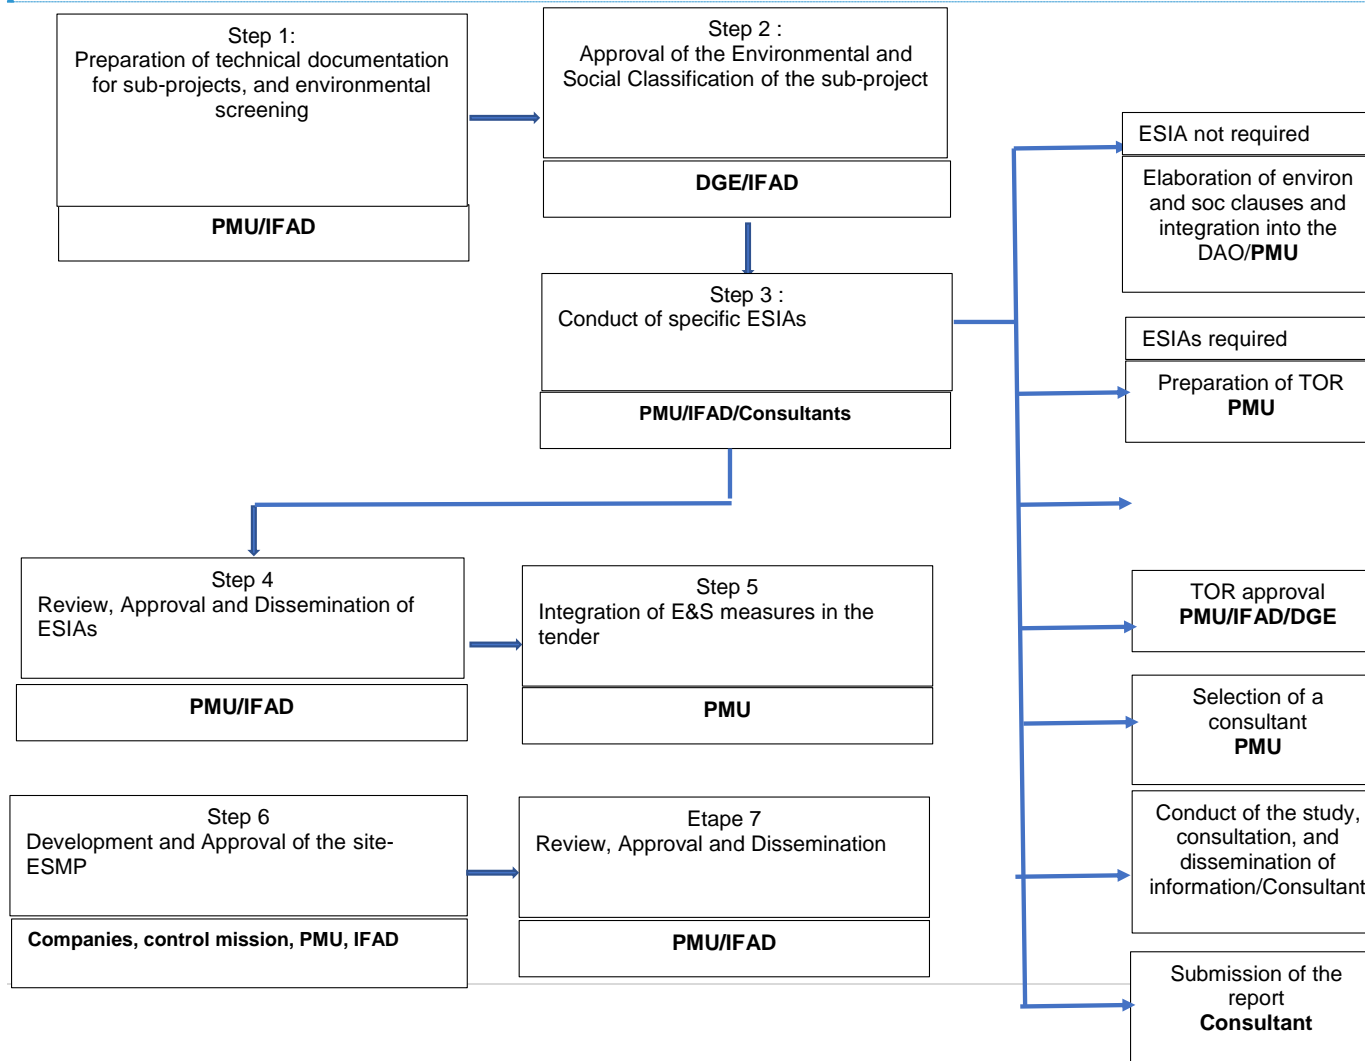 Step 1:
Preparation of technical documentation
for sub-projects, and environmental
screening
PMU/IFAD
Step 2 :
Approval of the Environmental and
Social Classification of the sub-project
DGE/IFAD
Step 3 :
Conduct of specific ESIAs
PMU/IFAD/Consultants
ESIA not required
Elaboration of environ
and soc clauses and
integration into the
DAO/PMU
ESIAs required
Preparation of TOR
PMU
TOR approval
PMU/IFAD/DGE
Selection of a
consultant
PMU
Conduct of the study,
consultation, and
dissemination of
information/Consultant
Submission of the
report
Consultant
Step 4
Review, Approval and Dissemination of
ESIAs
PMU/IFAD
Step 5
Integration of E&S measures in the
tender
PMU
Step 6
Development and Approval of the site-
ESMP
Companies, control mission, PMU, IFAD
Etape 7
Review, Approval and Dissemination
PMU/IFAD